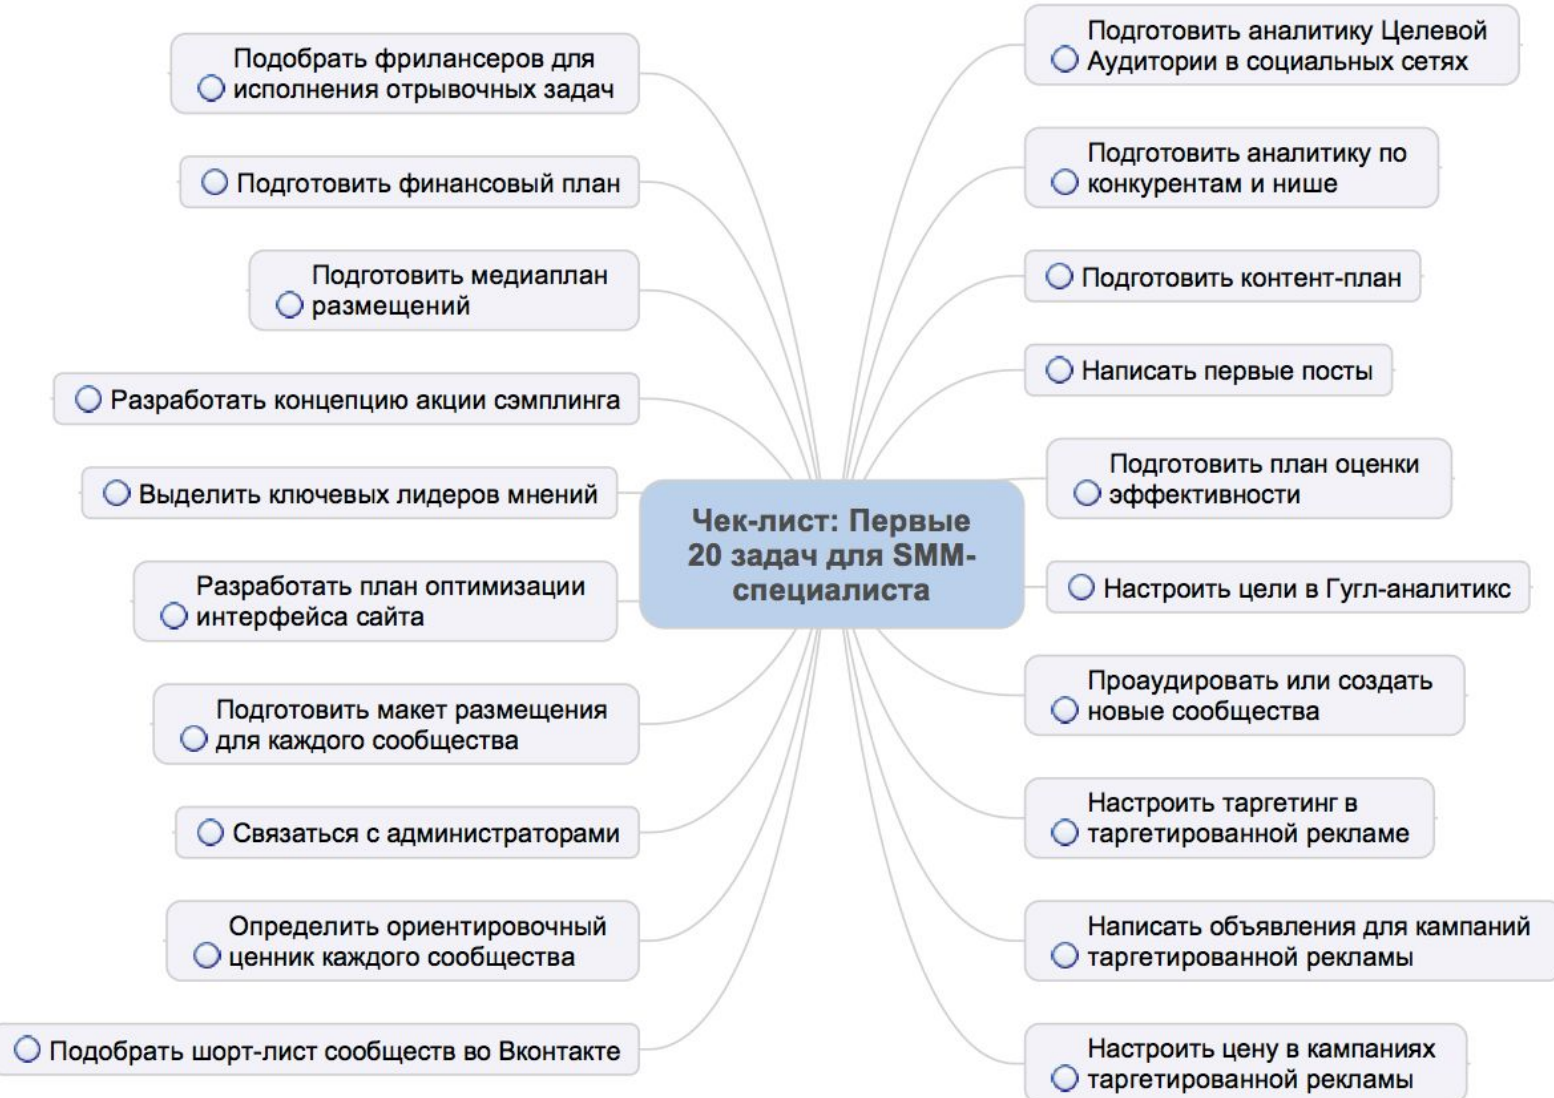 Подобрать фрилансеров для
исполнения отрывочных задач
Подготовить финансовый план
Подготовить медиаплан
размещений
Разработать концепцию акции сэмплинга
Выделить ключевых лидеров мнений
Разработать план оптимизации
интерфейса сайта
Подготовить макет размещения
для каждого сообщества
Связаться с администраторами
Определить ориентировочный
ценник каждого сообщества
Подобрать шорт-лист сообществ во Вконтакте
Чек-лист: Первые
20 задач для SMM-
специалиста
Подготовить аналитику Целевой
Аудитории в социальных сетях
Подготовить аналитику по
конкурентам и нише
Подготовить контент-план
Написать первые посты
Подготовить план оценки
эффективности
Настроить цели в Гугл-аналитикс
Проаудировать или создать
новые сообщества
Настроить таргетинг в
таргетированной рекламе
Написать объявления для кампаний
таргетированной рекламы
Настроить цену в кампаниях
таргетированной рекламы